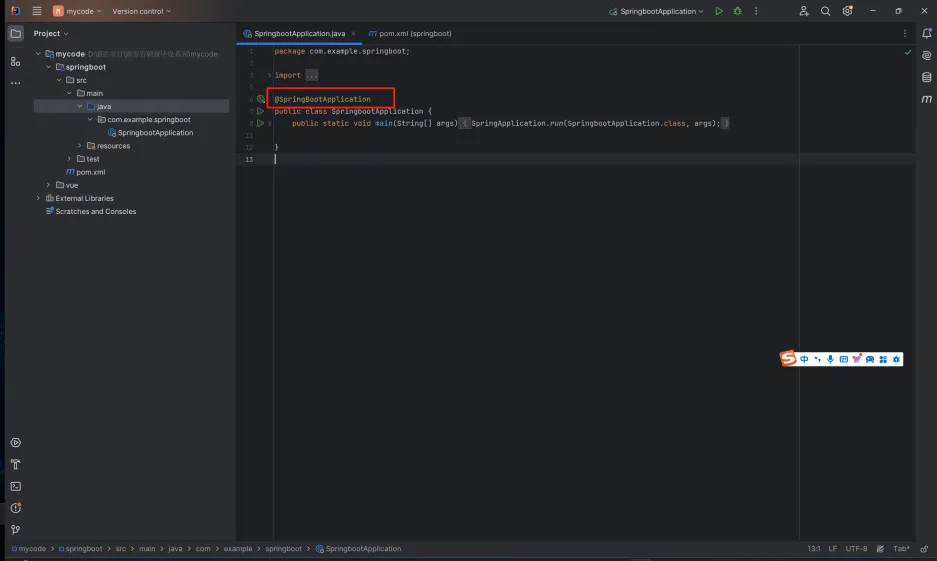 M mycode Version control SpringbootApplication
Project
SpringbootApplication.java × pom.xml (springboot)
mycode
springboot
src
main
java
com.example.springboot
SpringbootApplication
resources
test
pom.xml
vue
External Libraries
Scratches and Consoles
1 package com.example.springboot;
2
3 import ...
5
6 @SpringBootApplication
7 public class SpringbootApplication {
8 public static void main(String[] args) { SpringApplication.run(SpringbootApplication.class, args); }
11
12 }
13
S 中
mycode > springboot > src > main > java > com > example > springboot > SpringbootApplication
13:1 LF UTF-8 Tab*